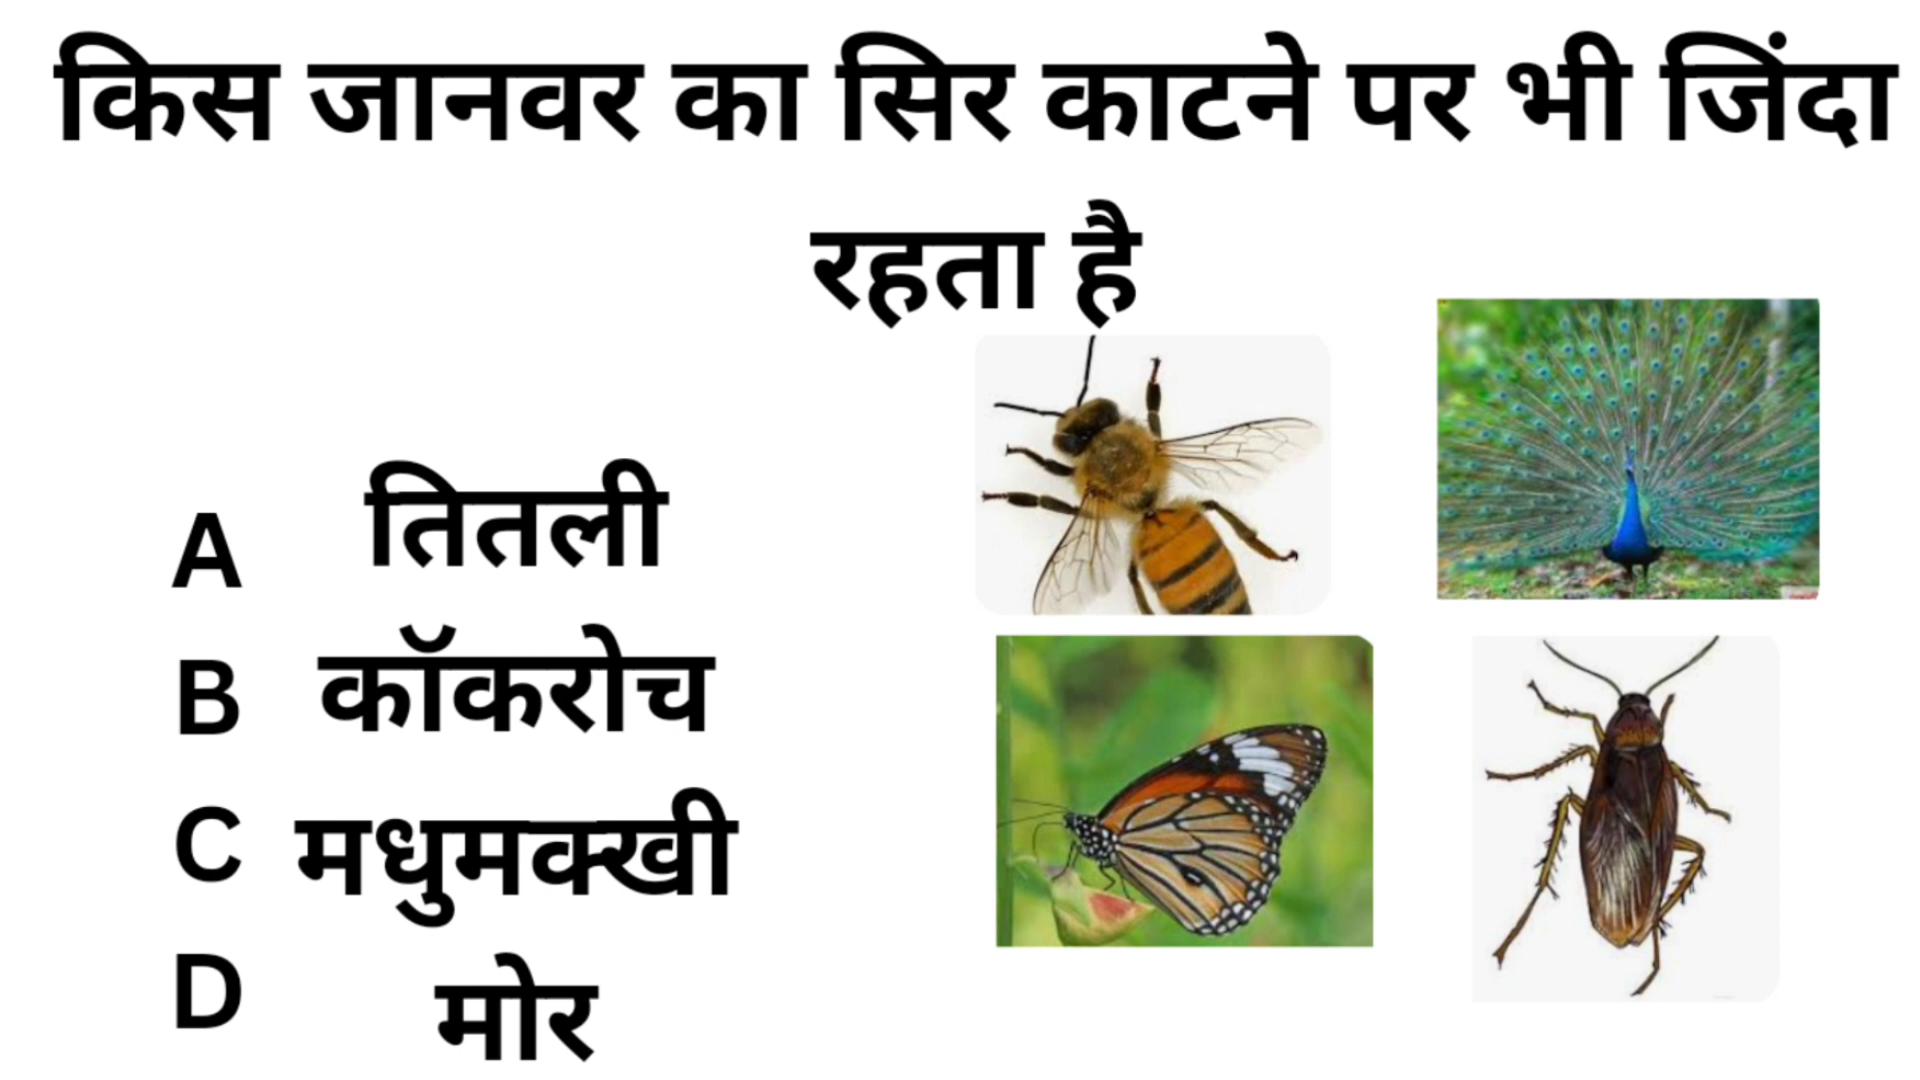 किस जानवर का सिर काटने पर भी जिंदा
रहता है
A तितली
B कॉकरोच
C मधुमक्खी
D मोर